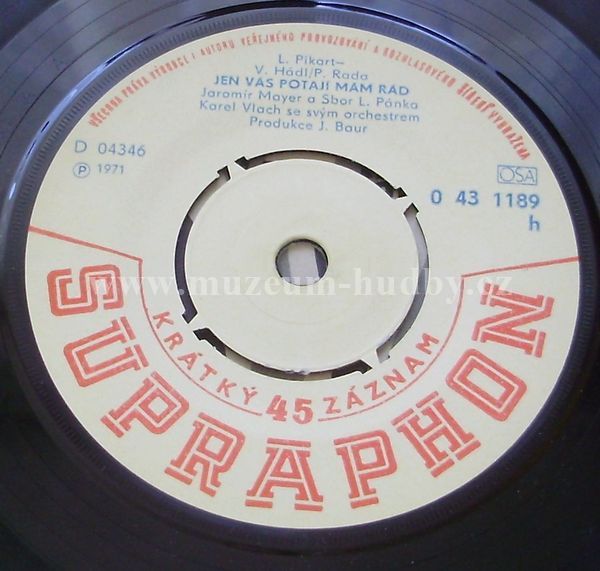 VŠECHNA PRÁVA VÝROBCE I AUTORA VEŘEJNÉHO PROVOZOVÁNÍ A ROZHLASOVÉHO ŠÍŘENÍ VYHRAZENA
L. Pikart–
V. Hádl/P. Rada
JEN VÁS POTAJÍ MÁM RÁD
Jaromír Mayer a Sbor L. Pánka
Karel Vlach se svým orchestrem
Produkce J. Baur
D 04346
Ⓟ 1971
OSA
0 43 1189
h
www.muzeum-hudby.cz
KRÁTKÝ 45 ZÁZNAM
SUPRAPHON